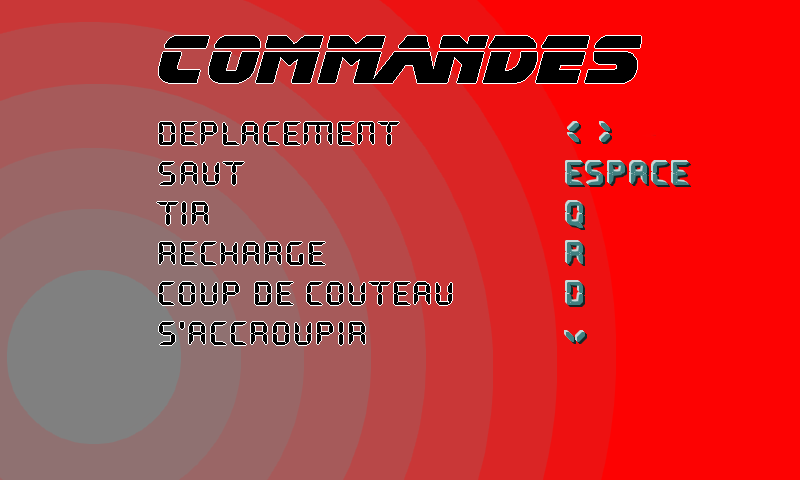 COMMANDES
DEPLACEMENT < >
SAUT ESPACE
TIR Q
RECHARGE R
COUP DE COUTEAU D
S'ACCROUPIR v